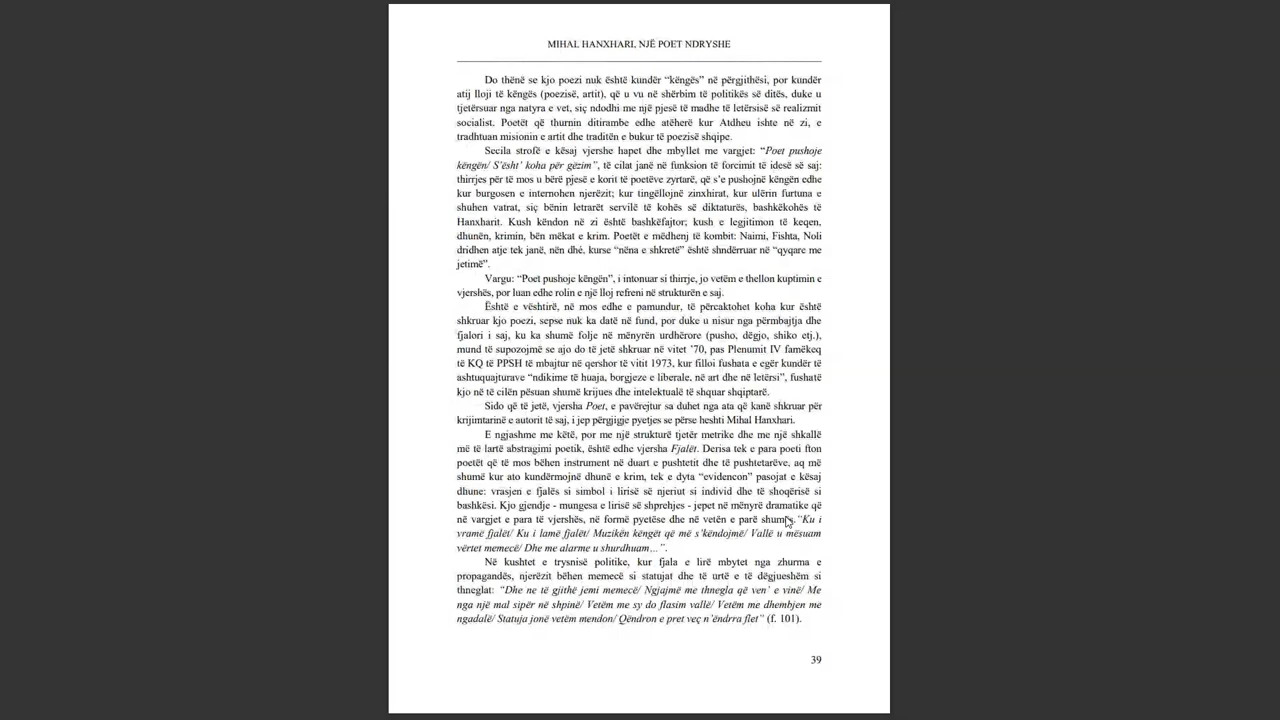 MIHAL HANXHARI, NJË POET NDRYSHE
Do thënë se kjo poezi nuk është kundër “këngës” në përgjithësi, por kundër
atij lloji të këngës (poezisë, artit), që u vu në shërbim të politikës së ditës, duke u
tjetërsuar nga natyra e vet, siç ndodhi me një pjesë të madhe të letërsisë së realizmit
socialist. Poetët që thurnin ditirambe edhe atëherë kur Atdheu ishte në zi, e
tradhtuan misionin e artit dhe traditën e bukur të poezisë shqipe.
Secila strofë e kësaj vjershe hapet dhe mbyllet me vargjet: “Poet pushoje
këngën/ S’ësht’ koha për gëzim”, të cilat janë në funksion të forcimit të idesë së saj:
thirrjes për të mos u bërë pjesë e korit të poetëve zyrtarë, që s’e pushojnë këngën edhe
kur burgosen e internohen njerëzit; kur tingëllojnë zinxhirat, kur ulërin furtuna e
shuhen vatrat, siç bënin letrarët servilë të kohës së diktaturës, bashkëkohës të
Hanxharit. Kush këndon në zi është bashkëfajtor; kush e legjitimon të keqen,
dhunën, krimin, bën mëkat e krim. Poetët e mëdhenj të kombit: Naimi, Fishta, Noli
dridhen atje tek janë, nën dhé, kurse “nëna e shkretë” është shndërruar në “qyqare me
jetimë”.
Vargu: “Poet pushoje këngën”, i intonuar si thirrje, jo vetëm e thellon kuptimin e
vjershës, por luan edhe rolin e një lloj refreni në strukturën e saj.
Është e vështirë, në mos edhe e pamundur, të përcaktohet koha kur është
shkruar kjo poezi, sepse nuk ka datë në fund, por duke u nisur nga përmbajtja dhe
fjalori i saj, ku ka shumë folje në mënyrën urdhërore (pusho, dëgjo, shiko etj.),
mund të supozojmë se ajo do të jetë shkruar në vitet ’70, pas Plenumit IV famëkeq
të KQ të PPSH të mbajtur në qershor të vitit 1973, kur filloi fushata e egër kundër të
ashtuquajturave “ndikime të huaja, borgjeze e liberale, në art dhe në letërsi”, fushatë
kjo në të cilën pësuan shumë krijues dhe intelektualë të shquar shqiptarë.
Sido që të jetë, vjersha Poet, e pavërejtur sa duhet nga ata që kanë shkruar për
krijimtarinë e autorit të saj, i jep përgjigje pyetjes se përse heshti Mihal Hanxhari.
E ngjashme me këtë, por me një strukturë tjetër metrike dhe me një shkallë
më të lartë abstragimi poetik, është edhe vjersha Fjalët. Derisa tek e para poeti fton
poetët që të mos bëhen instrument në duart e pushtetit dhe të pushtetarëve, aq më
shumë kur ato kundërmojnë dhunë e krim, tek e dyta “evidencon” pasojat e kësaj
dhune: vrasjen e fjalës si simbol i lirisë së njeriut si individ dhe të shoqërisë si
bashkësi. Kjo gjendje - mungesa e lirisë së shprehjes - jepet në mënyrë dramatike që
në vargjet e para të vjershës, në formë pyetëse dhe në vetën e parë shumës. “Ku i
vramë fjalët/ Ku i lamë fjalët/ Muzikën këngët që më s’këndojmë/ Vallë u mësuam
vërtet memecë/ Dhe me alarme u shurdhuam…”.
Në kushtet e trysnisë politike, kur fjala e lirë mbytet nga zhurma e
propagandës, njerëzit bëhen memecë si statujat dhe të urtë e të dëgjueshëm si
thneglat: “Dhe ne të gjithë jemi memecë/ Ngjajmë me thnegla që ven’ e vinë/ Me
nga një mal sipër në shpinë/ Vetëm me sy do flasim vallë/ Vetëm me dhembjen me
ngadalë/ Statuja jonë vetëm mendon/ Qëndron e pret veç n’ëndrra flet” (f. 101).
39